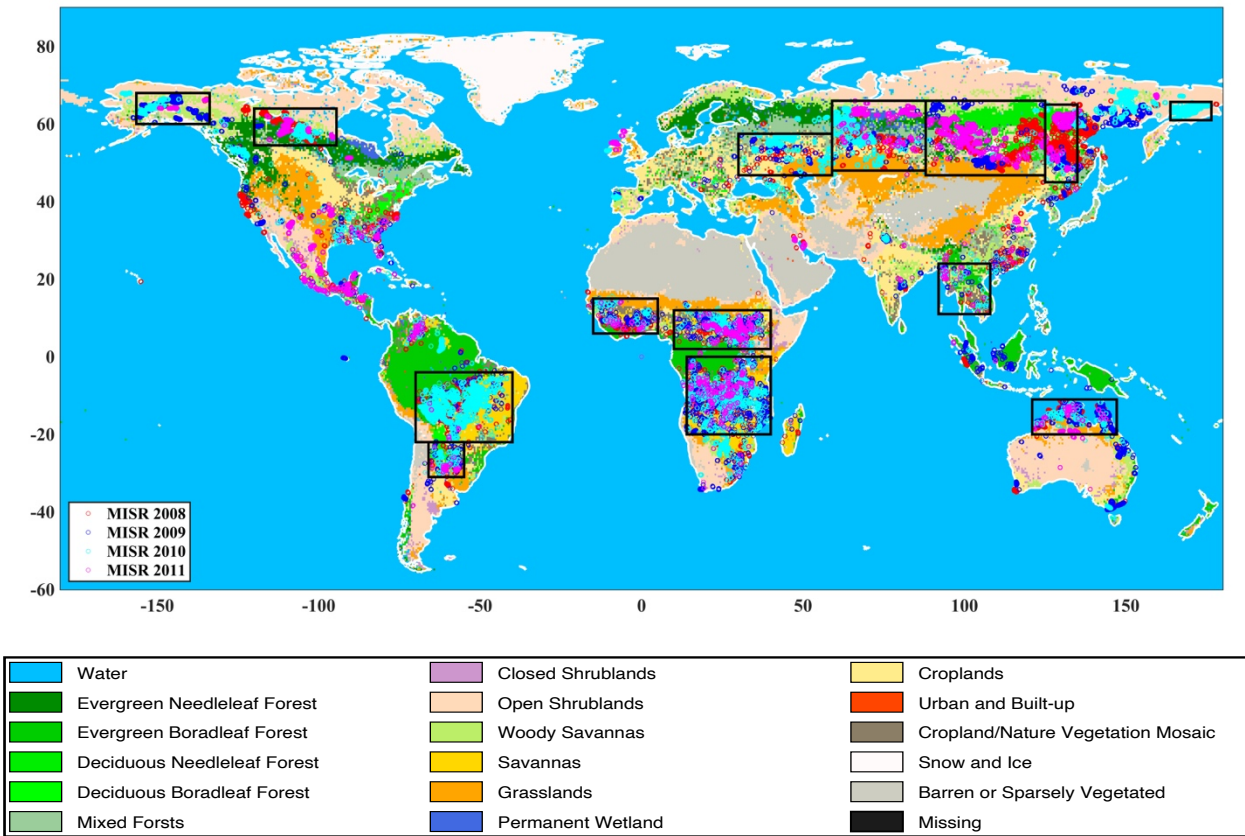 80
60
40
20
0
-20
-40
-60
MISR 2008
MISR 2009
MISR 2010
MISR 2011
-150 -100 -50 0 50 100 150
Water Closed Shrublands Croplands
Evergreen Needleleaf Forest Open Shrublands Urban and Built-up
Evergreen Boradleaf Forest Woody Savannas Cropland/Nature Vegetation Mosaic
Deciduous Needleleaf Forest Savannas Snow and Ice
Deciduous Boradleaf Forest Grasslands Barren or Sparsely Vegetated
Mixed Forsts Permanent Wetland Missing